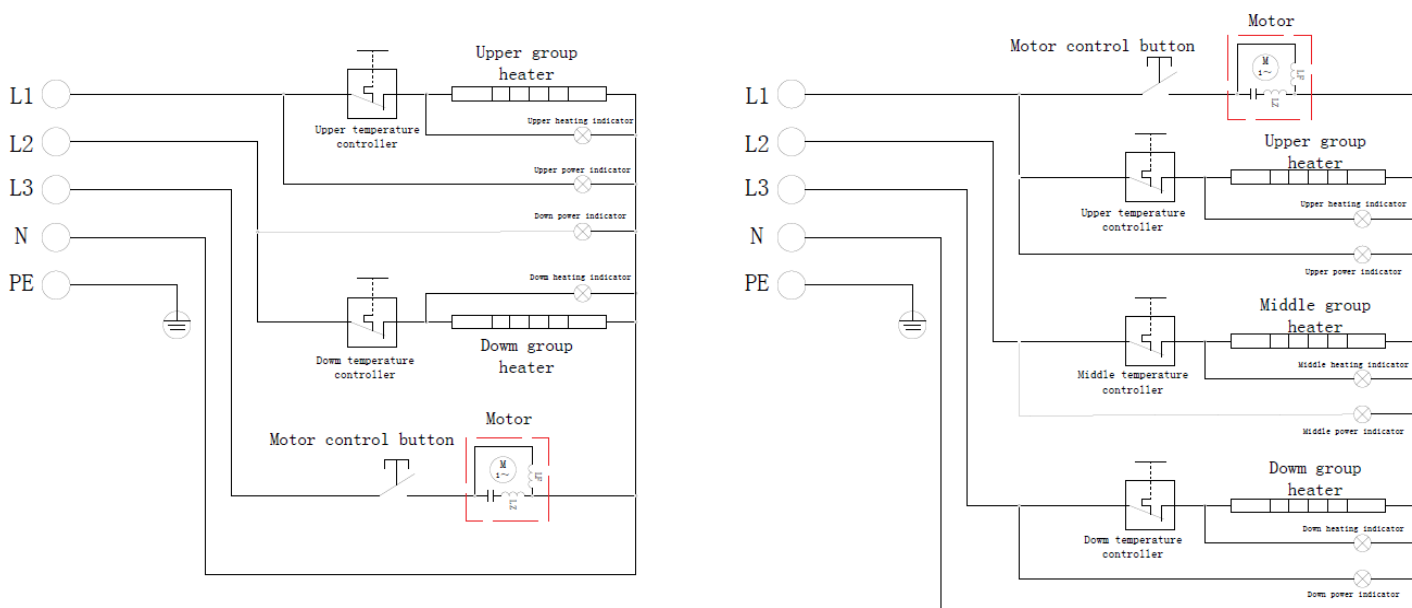 Upper group
heater
L1
Upper heating indicator
Upper temperature
controller
L2
Upper power indicator
L3
Down power indicator
N
Down heating indicator
PE
Dowm temperature
controller
Dowm group
heater
Motor
Motor control button
M
1~
LP
LZ
Motor
Motor control button
M
1~
LP
LZ
L1
Upper group
heater
L2
L3
Upper heating indicator
Upper temperature
controller
N
Upper power indicator
PE
Middle group
heater
Middle heating indicator
Middle temperature
controller
Middle power indicator
Dowm group
heater
Down heating indicator
Dowm temperature
controller
Down power indicator